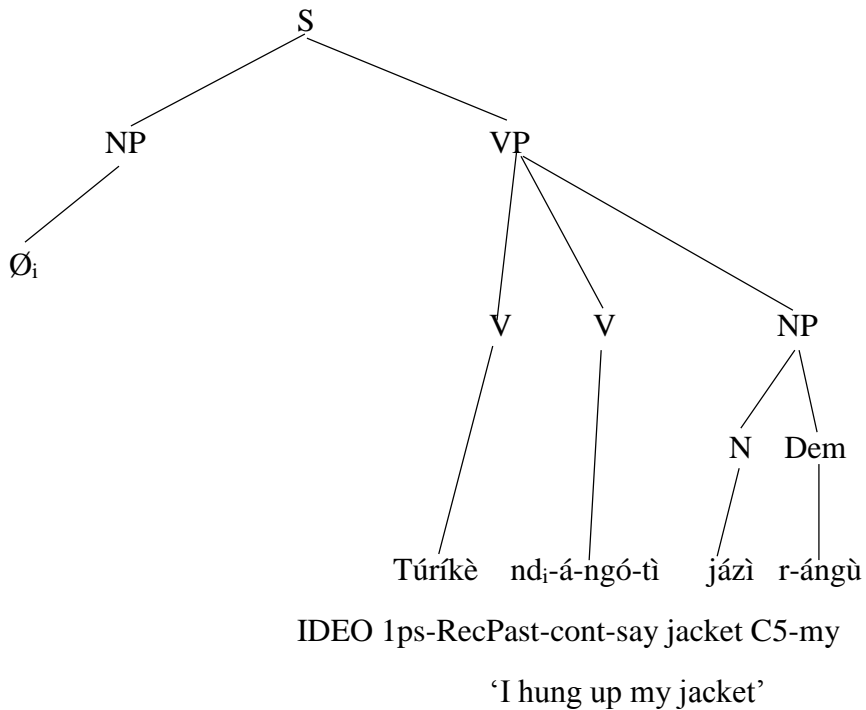 S
NP VP
Øᵢ
V V NP
N Dem
Túríkè ndᵢ-á-ngó-tì jázì r-ángù
IDEO 1ps-RecPast-cont-say jacket C5-my
‘I hung up my jacket’